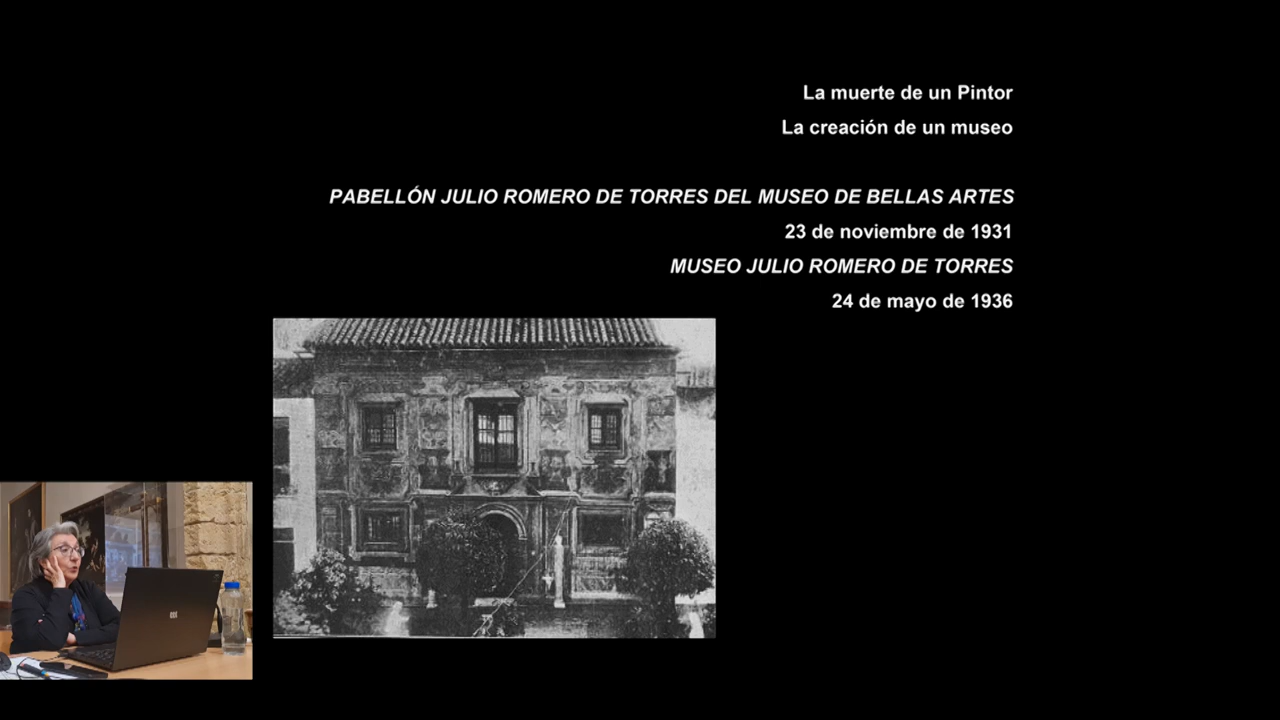 La muerte de un Pintor
La creación de un museo
PABELLÓN JULIO ROMERO DE TORRES DEL MUSEO DE BELLAS ARTES
23 de noviembre de 1931
MUSEO JULIO ROMERO DE TORRES
24 de mayo de 1936